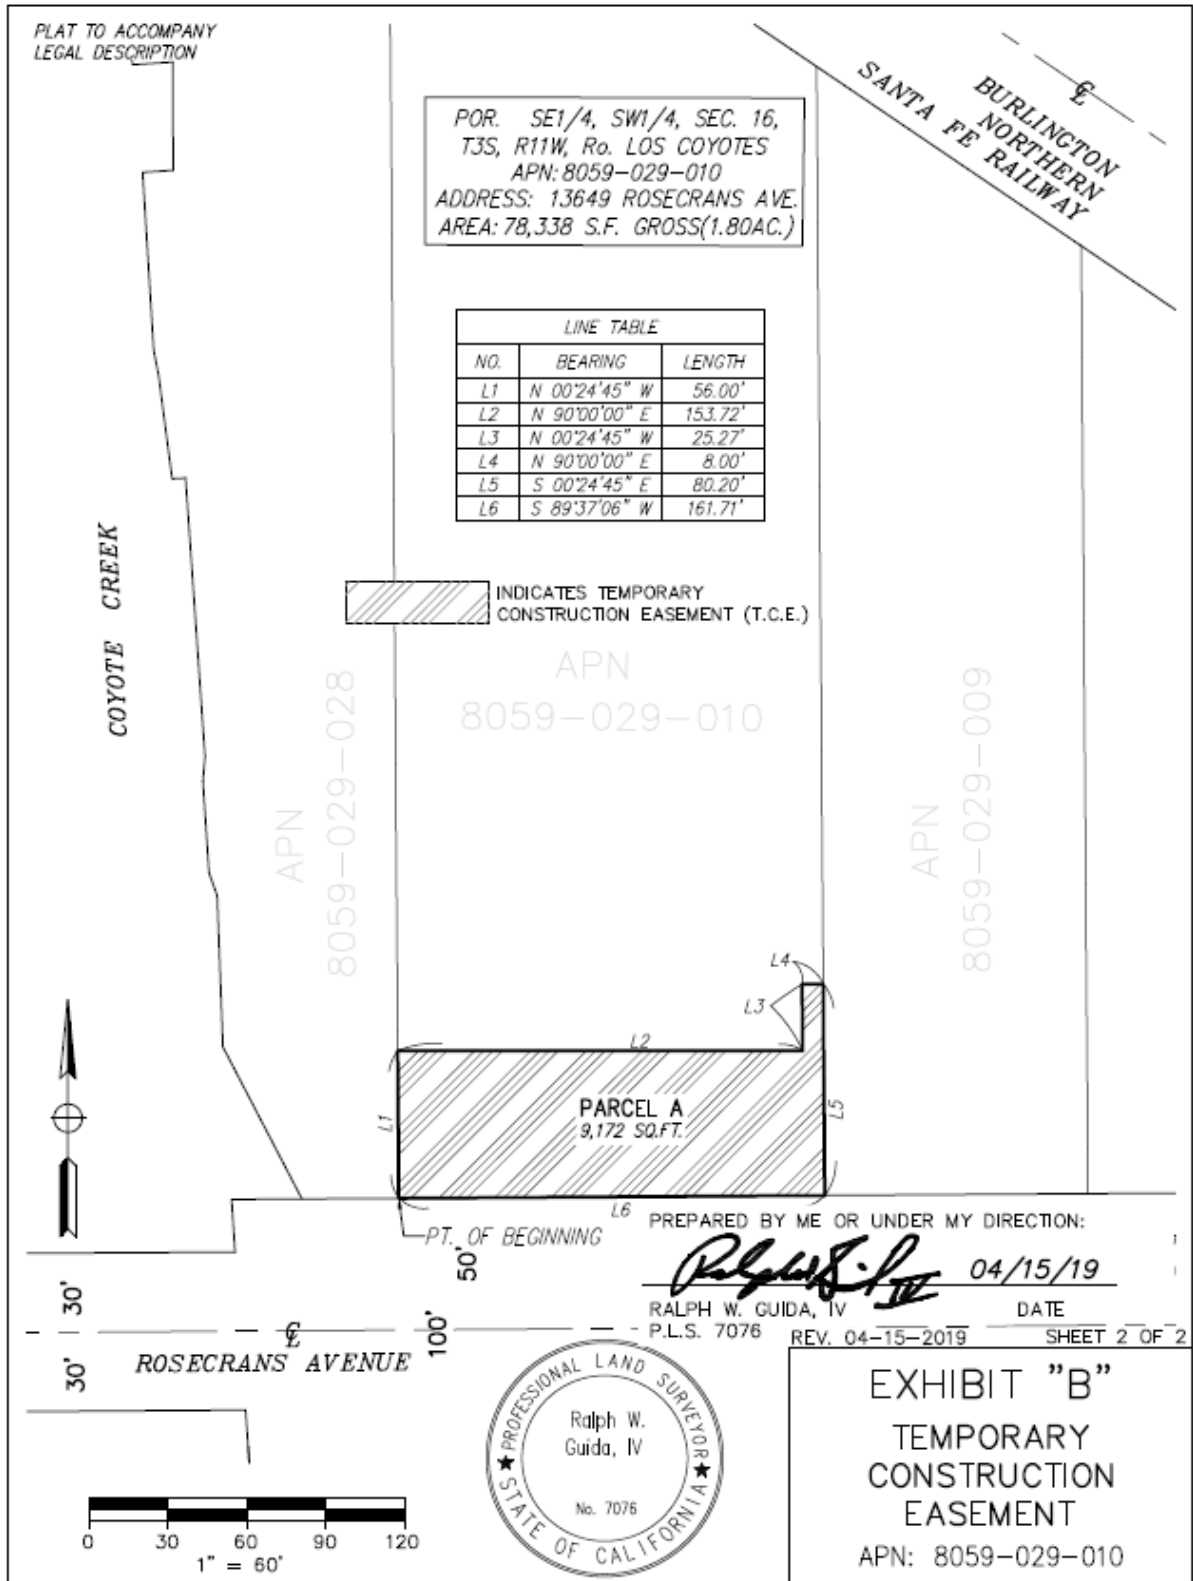 PLAT TO ACCOMPANY
LEGAL DESCRIPTION
POR. SE1/4, SW1/4, SEC. 16,
T3S, R11W, Ro. LOS COYOTES
APN: 8059-029-010
ADDRESS: 13649 ROSECRANS AVE.
AREA: 78,338 S.F. GROSS(1.80AC.)
℄
BURLINGTON
NORTHERN
SANTA FE RAILWAY
LINE TABLE
NO. BEARING LENGTH
L1 N 00°24'45" W 56.00'
L2 N 90°00'00" E 153.72'
L3 N 00°24'45" W 25.27'
L4 N 90°00'00" E 8.00'
L5 S 00°24'45" E 80.20'
L6 S 89°37'06" W 161.71'
COYOTE CREEK
INDICATES TEMPORARY
CONSTRUCTION EASEMENT (T.C.E.)
APN
8059-029-028
APN
8059-029-010
APN
8059-029-009
L4
L3
L2
L1
PARCEL A
9,172 SQ.FT.
L5
L6
PT. OF BEGINNING
50'
100'
30'
30'
℄
ROSECRANS AVENUE
PREPARED BY ME OR UNDER MY DIRECTION:
04/15/19
RALPH W. GUIDA, IV DATE
P.L.S. 7076
REV. 04-15-2019 SHEET 2 OF 2
PROFESSIONAL LAND SURVEYOR
Ralph W.
Guida, IV
No. 7076
STATE OF CALIFORNIA
0 30 60 90 120
1" = 60'
EXHIBIT "B"
TEMPORARY
CONSTRUCTION
EASEMENT
APN: 8059-029-010